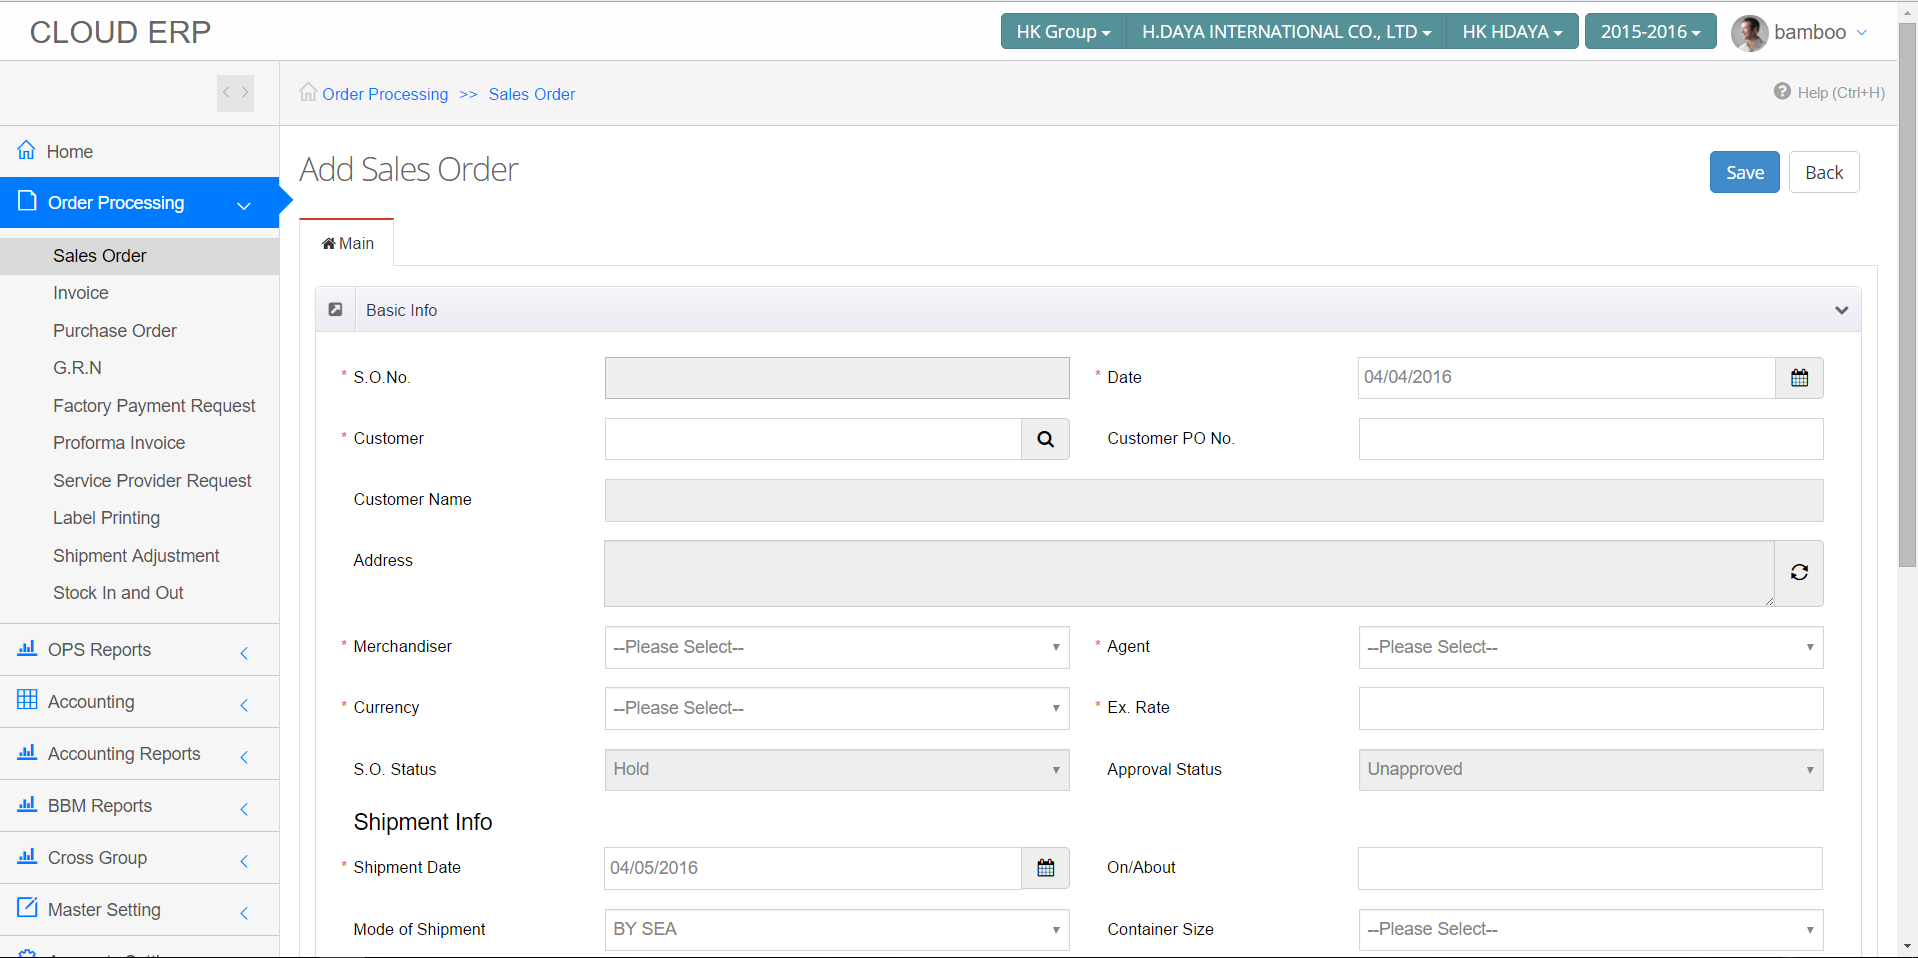 CLOUD ERP
HK Group
H.DAYA INTERNATIONAL CO., LTD
HK HDAYA
2015-2016
bamboo
Order Processing >> Sales Order
Help (Ctrl+H)
Home
Order Processing
Sales Order
Invoice
Purchase Order
G.R.N
Factory Payment Request
Proforma Invoice
Service Provider Request
Label Printing
Shipment Adjustment
Stock In and Out
OPS Reports
Accounting
Accounting Reports
BBM Reports
Cross Group
Master Setting
Add Sales Order
Save
Back
Main
Basic Info
* S.O.No.
* Date 04/04/2016
* Customer
Customer PO No.
Customer Name
Address
* Merchandiser --Please Select--
* Agent --Please Select--
* Currency --Please Select--
* Ex. Rate
S.O. Status Hold
Approval Status Unapproved
Shipment Info
* Shipment Date 04/05/2016
On/About
Mode of Shipment BY SEA
Container Size --Please Select--